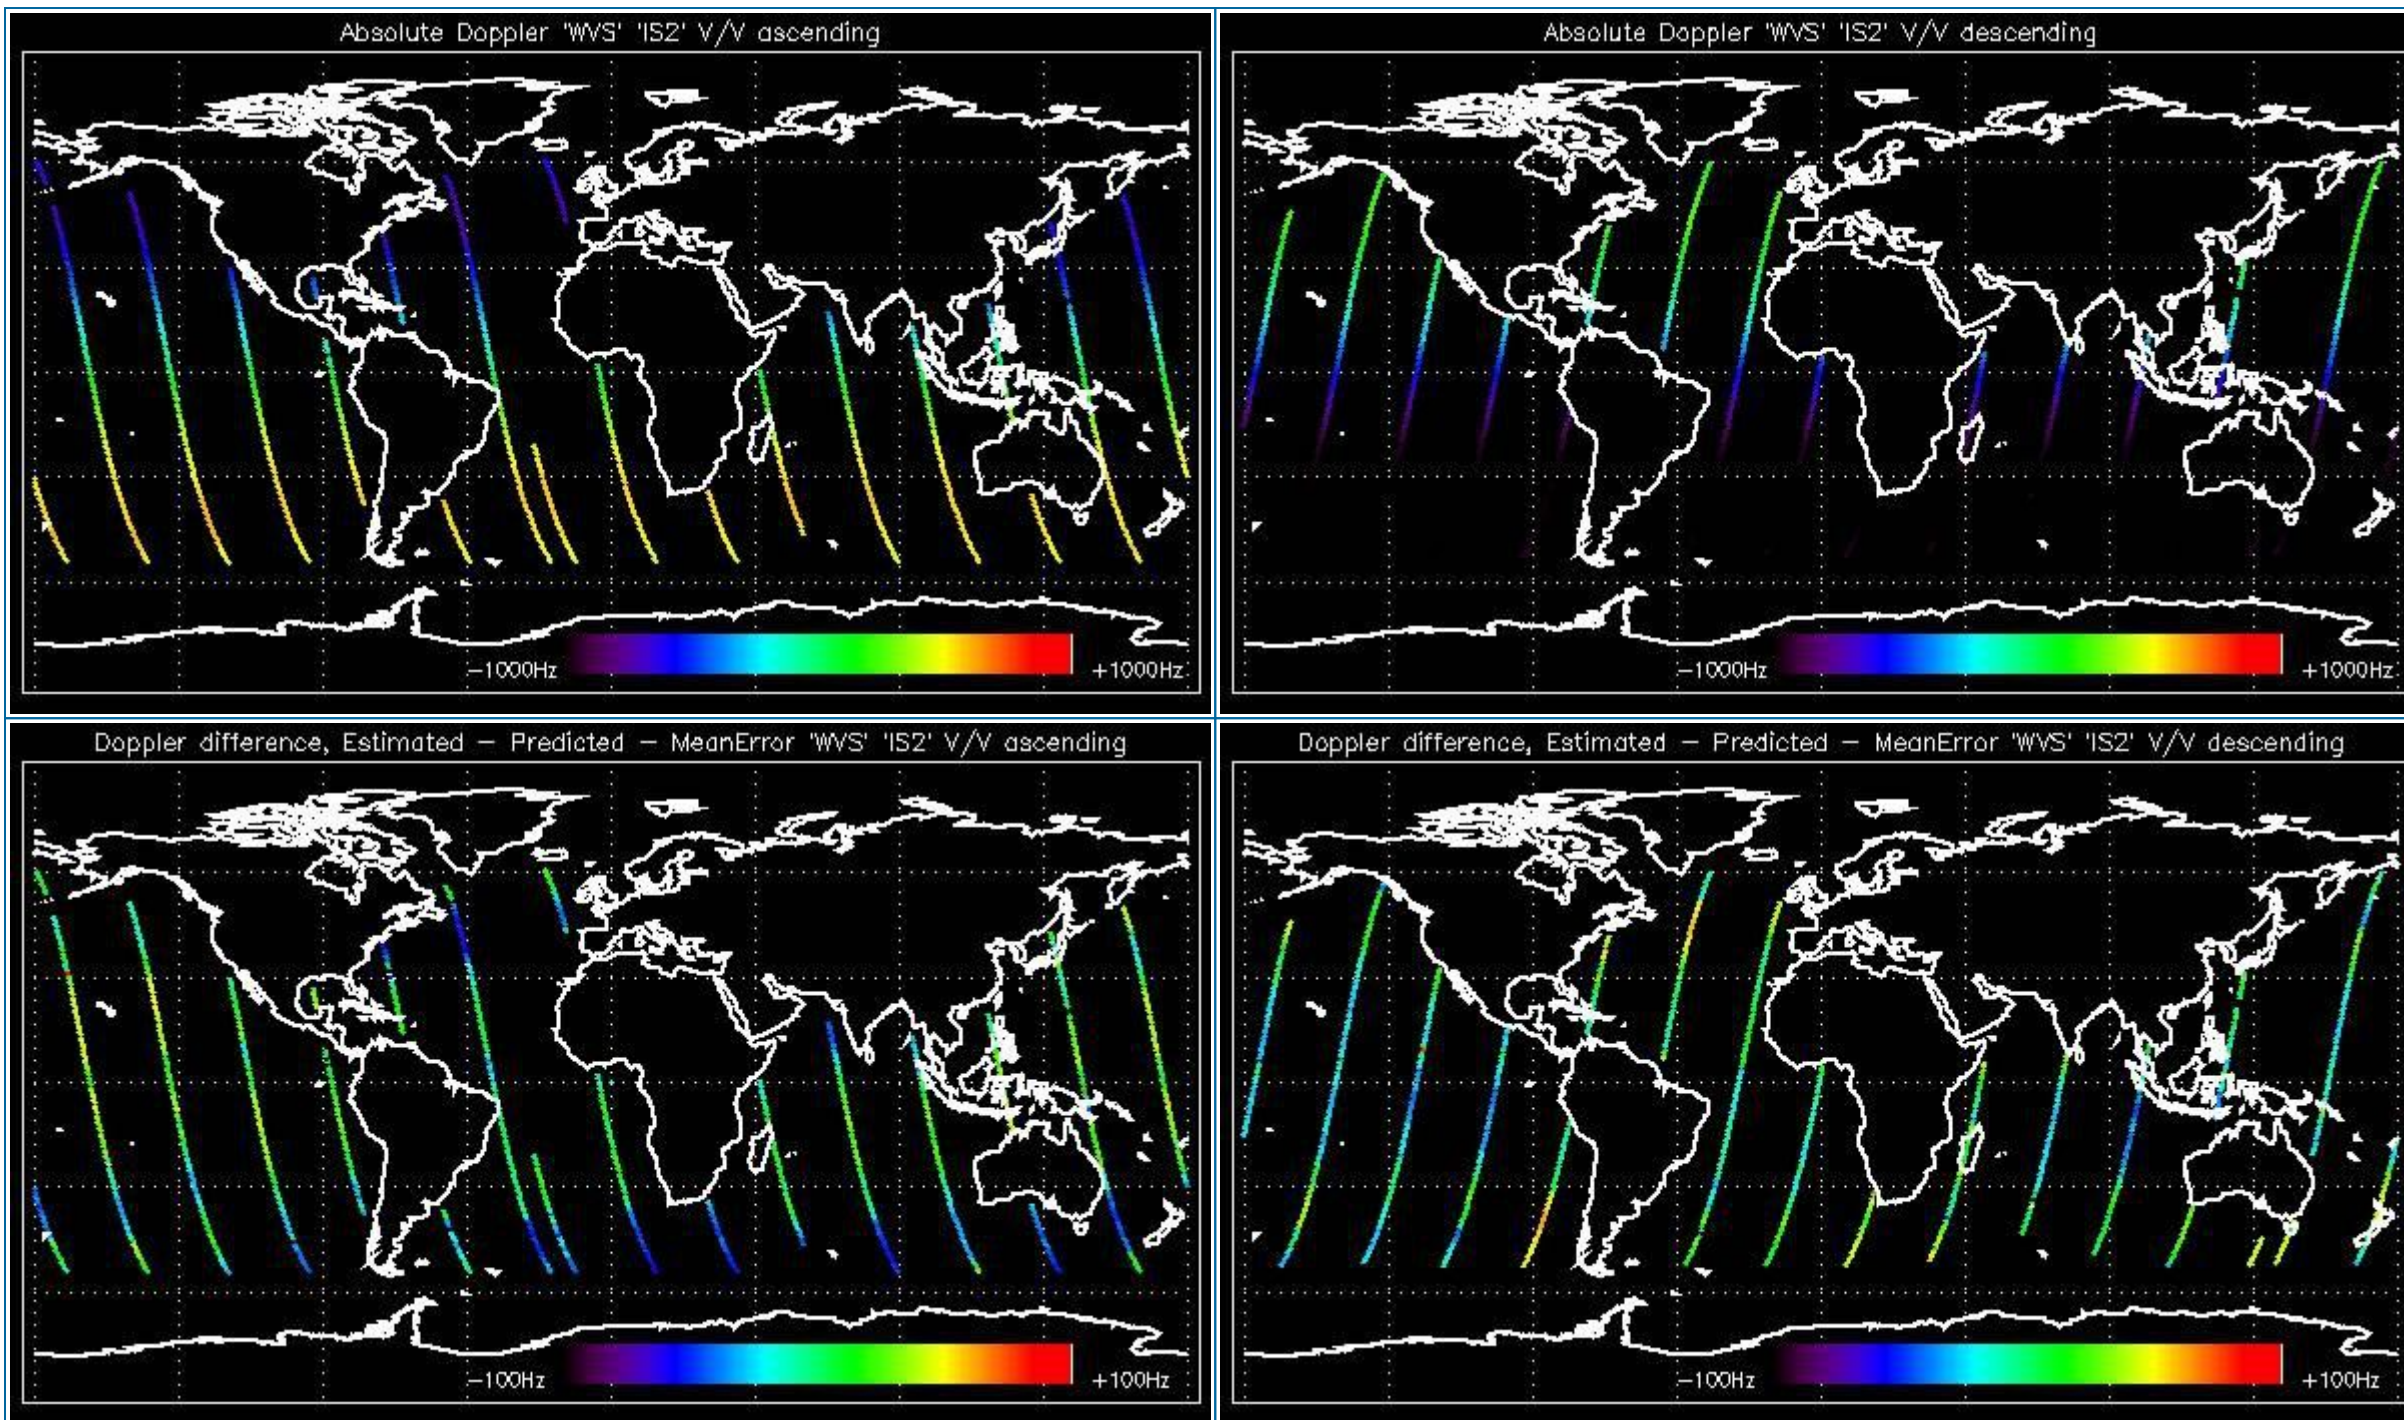 Absolute Doppler 'WVS' 'IS2' V/V ascending
-1000Hz
+1000Hz
Absolute Doppler 'WVS' 'IS2' V/V descending
-1000Hz
+1000Hz
Doppler difference, Estimated - Predicted - MeanError 'WVS' 'IS2' V/V ascending
-100Hz
+100Hz
Doppler difference, Estimated - Predicted - MeanError 'WVS' 'IS2' V/V descending
-100Hz
+100Hz